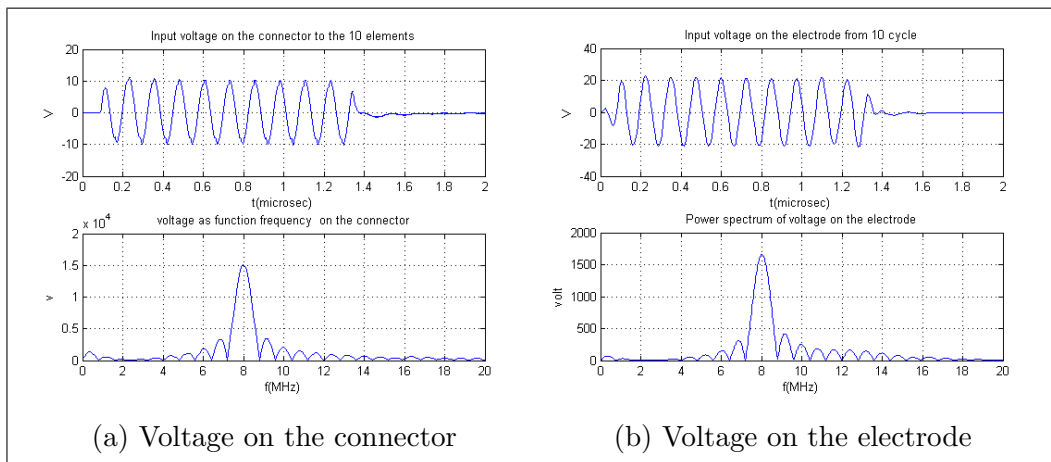 Input voltage on the connector to the 10 elements
20
10
0
-10
-20
V
0 0.2 0.4 0.6 0.8 1 1.2 1.4 1.6 1.8 2
t(microsec)
x 10^4
voltage as function frequency on the connector
2
1.5
1
0.5
0
v
0 2 4 6 8 10 12 14 16 18 20
f(MHz)
(a) Voltage on the connector
Input voltage on the electrode from 10 cycle
40
20
0
-20
-40
V
0 0.2 0.4 0.6 0.8 1 1.2 1.4 1.6 1.8 2
t(microsec)
Power spectrum of voltage on the electrode
2000
1500
1000
500
0
volt
0 2 4 6 8 10 12 14 16 18 20
f(MHz)
(b) Voltage on the electrode